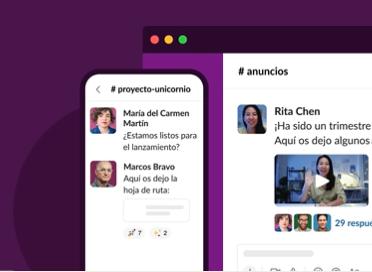 # proyecto-unicornio
María del Carmen
Martín
¿Estamos listos para
el lanzamiento?
Marcos Bravo
Aquí os dejo la
hoja de ruta:
7
2
# anuncios
Rita Chen
¡Ha sido un trimestre
Aquí os dejo algunos
29 respue